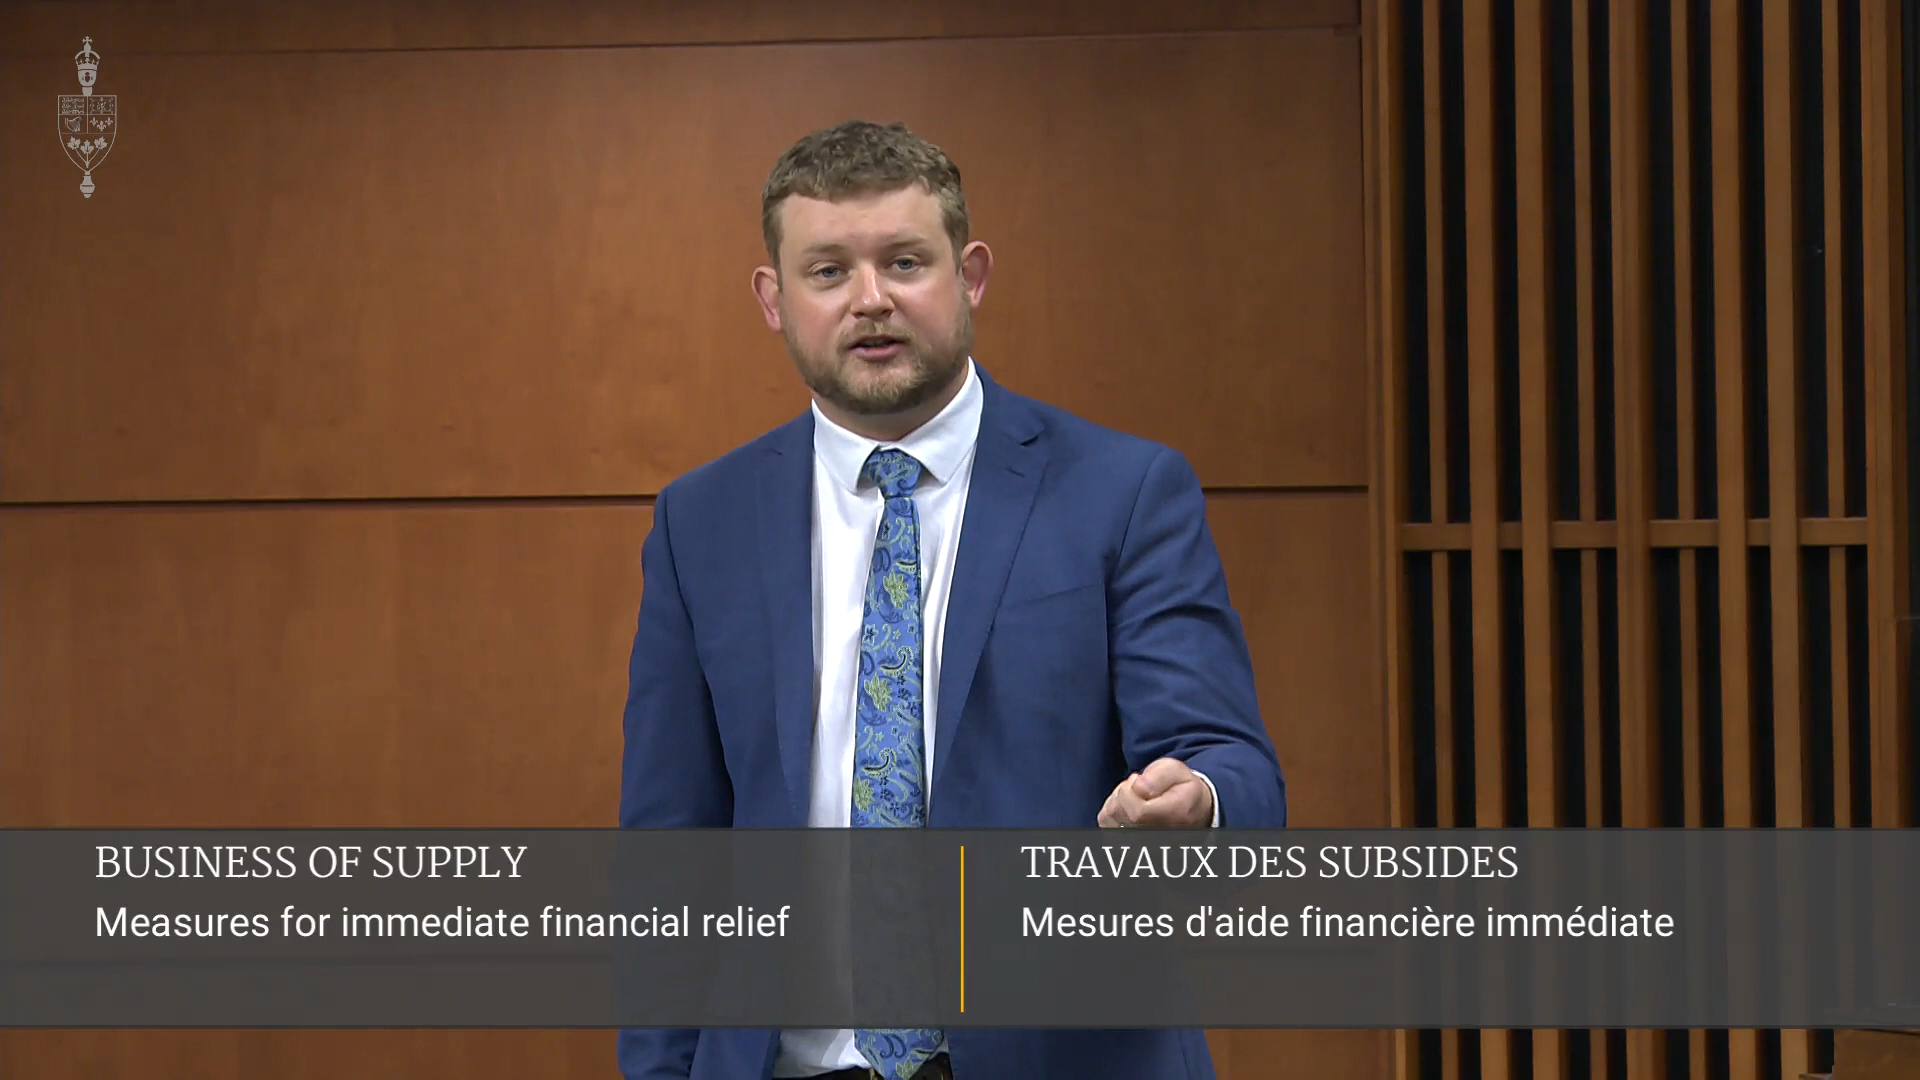 BUSINESS OF SUPPLY
Measures for immediate financial relief
TRAVAUX DES SUBSIDES
Mesures d'aide financière immédiate